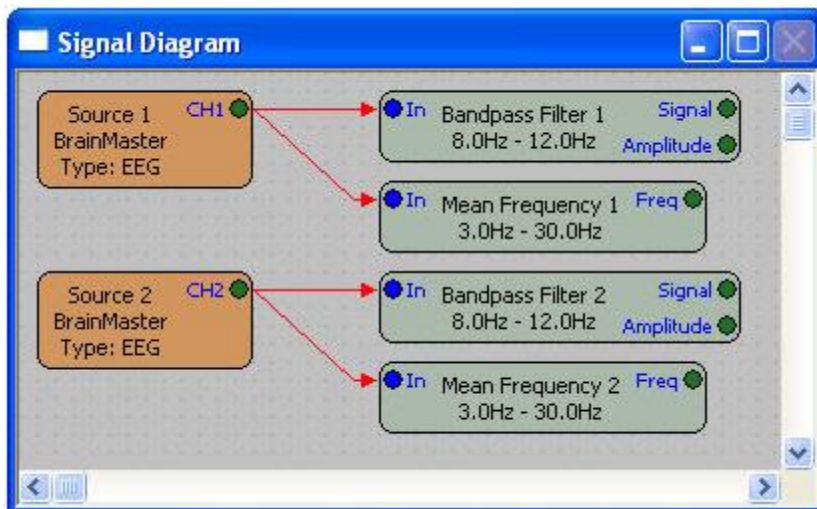 Signal Diagram
Source 1 CH1
BrainMaster
Type: EEG
In Bandpass Filter 1 Signal
8.0Hz - 12.0Hz Amplitude
In Mean Frequency 1 Freq
3.0Hz - 30.0Hz
Source 2 CH2
BrainMaster
Type: EEG
In Bandpass Filter 2 Signal
8.0Hz - 12.0Hz Amplitude
In Mean Frequency 2 Freq
3.0Hz - 30.0Hz